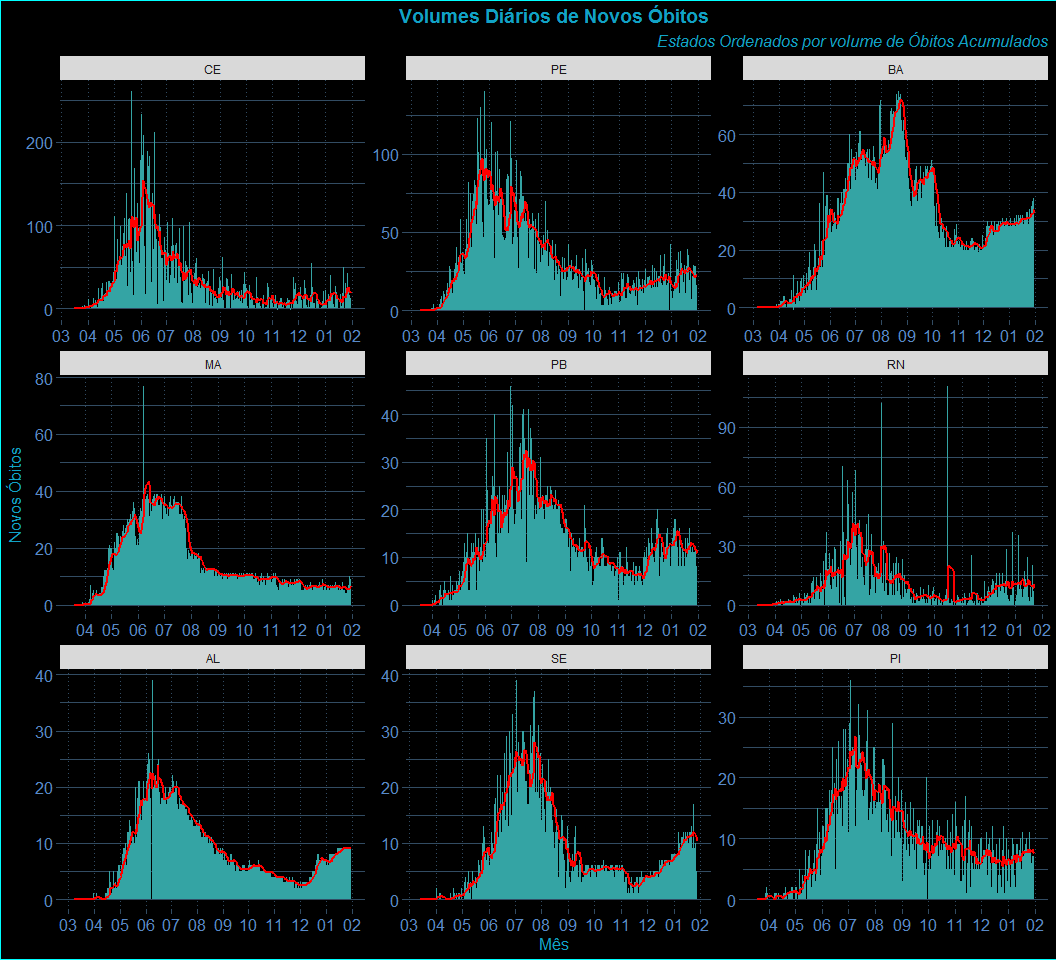 Volumes Diários de Novos Óbitos
Estados Ordenados por volume de Óbitos Acumulados
CE
PE
BA
200
100
0
100
50
0
60
40
20
0
03 04 05 06 07 08 09 10 11 12 01 02
03 04 05 06 07 08 09 10 11 12 01 02
03 04 05 06 07 08 09 10 11 12 01 02
MA
PB
RN
Novos Óbitos
80
60
40
20
0
40
30
20
10
0
90
60
30
0
04 05 06 07 08 09 10 11 12 01 02
04 05 06 07 08 09 10 11 12 01 02
03 04 05 06 07 08 09 10 11 12 01 02
AL
SE
PI
40
30
20
10
0
40
30
20
10
0
30
20
10
0
03 04 05 06 07 08 09 10 11 12 01 02
03 04 05 06 07 08 09 10 11 12 01 02
04 05 06 07 08 09 10 11 12 01 02
Mês